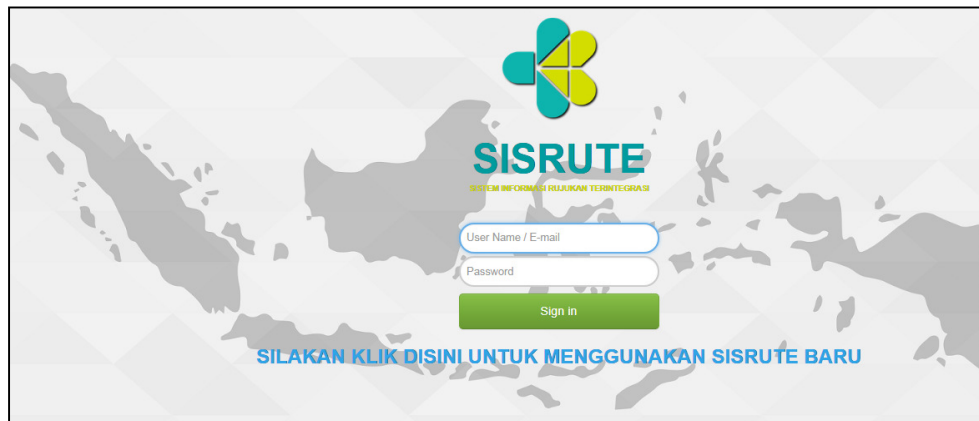 SISRUTE
SISTEM INFORMASI RUJUKAN TERINTEGRASI
User Name / E-mail
Password
Sign in
SILAKAN KLIK DISINI UNTUK MENGGUNAKAN SISRUTE BARU